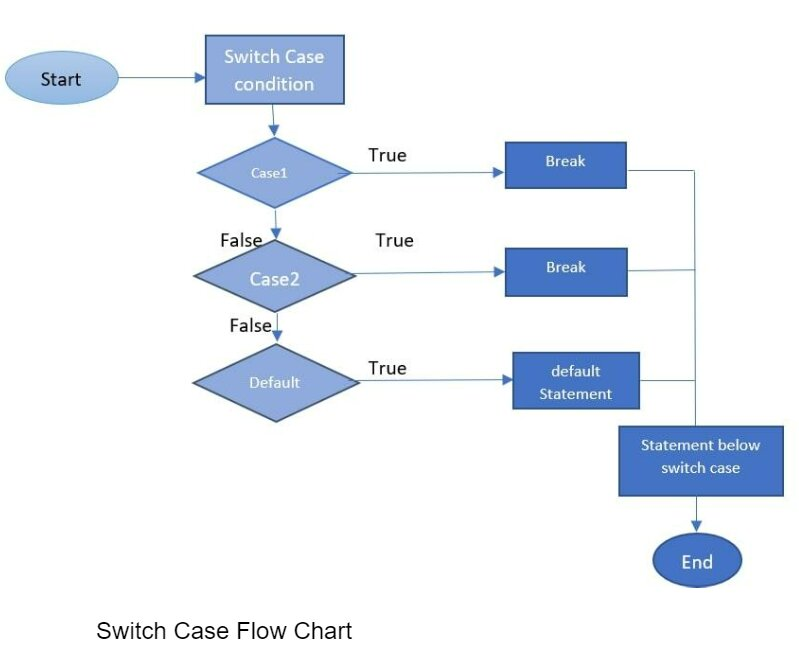 Switch Case
condition
Start
Case1
True
Break
False
Case2
True
Break
False
Default
True
default
Statement
Statement below
switch case
End
Switch Case Flow Chart